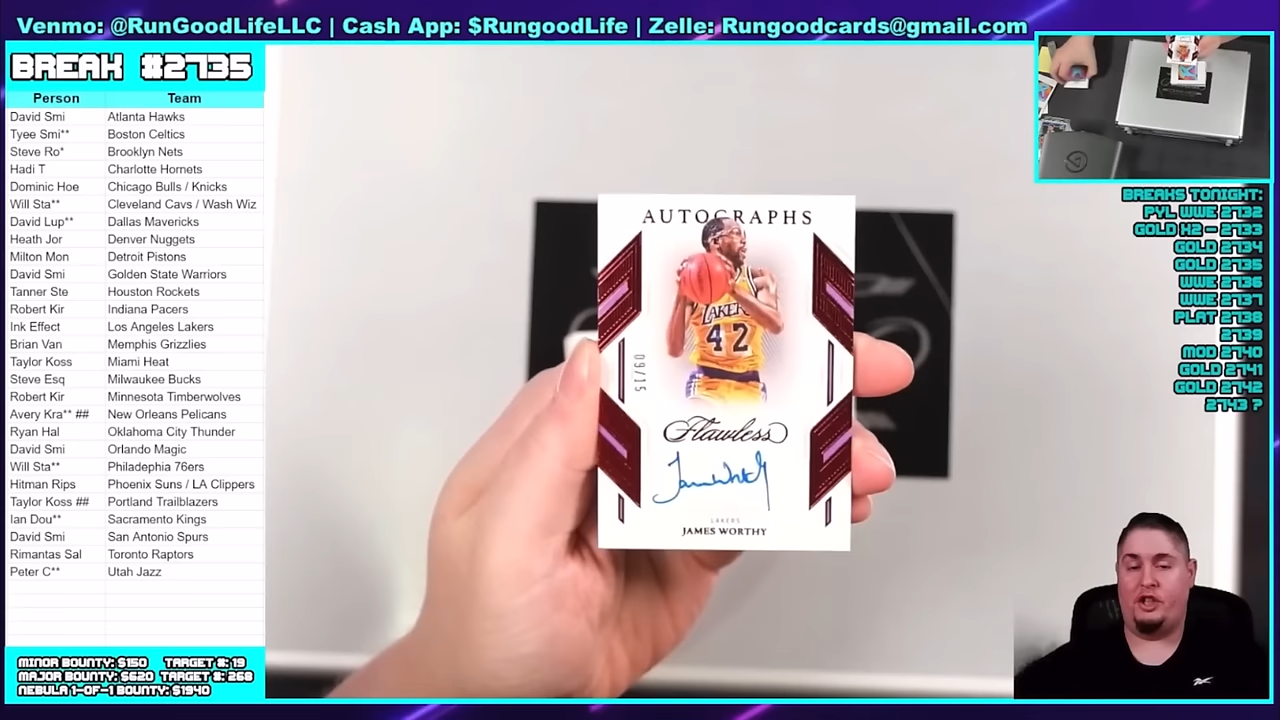 Venmo: @RunGoodLifeLLC | Cash App: $RungoodLife | Zelle: Rungoodcards@gmail.com
BREAK #2735
Person Team
David Smi Atlanta Hawks
Tyee Smi** Boston Celtics
Steve Ro* Brooklyn Nets
Hadi T Charlotte Hornets
Dominic Hoe Chicago Bulls / Knicks
Will Sta** Cleveland Cavs / Wash Wiz
David Lup** Dallas Mavericks
Heath Jor Denver Nuggets
Milton Mon Detroit Pistons
David Smi Golden State Warriors
Tanner Ste Houston Rockets
Robert Kir Indiana Pacers
Ink Effect Los Angeles Lakers
Brian Van Memphis Grizzlies
Taylor Koss Miami Heat
Steve Esq Milwaukee Bucks
Robert Kir Minnesota Timberwolves
Avery Kra** ## New Orleans Pelicans
Ryan Hal Oklahoma City Thunder
David Smi Orlando Magic
Will Sta** Philadephia 76ers
Hitman Rips Phoenix Suns / LA Clippers
Taylor Koss ## Portland Trailblazers
Ian Dou** Sacramento Kings
David Smi San Antonio Spurs
Rimantas Sal Toronto Raptors
Peter C** Utah Jazz
MINOR BOUNTY: $150 TARGET #: 19
MAJOR BOUNTY: $620 TARGET #: 268
NEBULA 1-OF-1 BOUNTY: $1940
AUTOGRAPHS
LAKERS
42
09/15
Flawless
LAKERS
JAMES WORTHY
BREAKS TONIGHT:
PYL WWE 2732
GOLD H2 - 2733
GOLD 2734
GOLD 2735
WWE 2736
WWE 2737
PLAT 2738
2739
MOD 2740
GOLD 2741
GOLD 2742
2743 ?